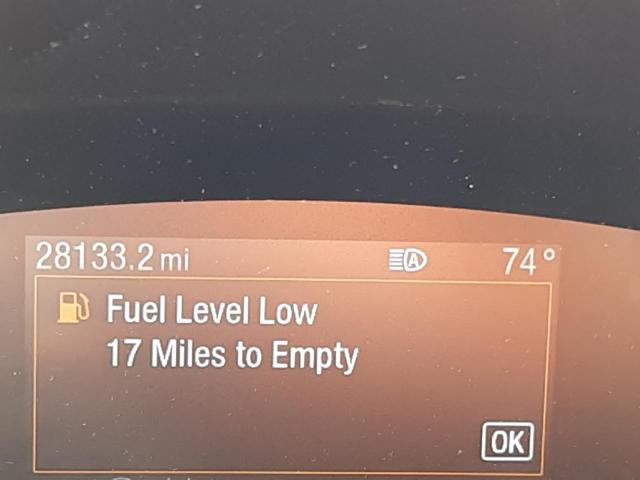 28133.2 mi A 74°
Fuel Level Low
17 Miles to Empty
OK